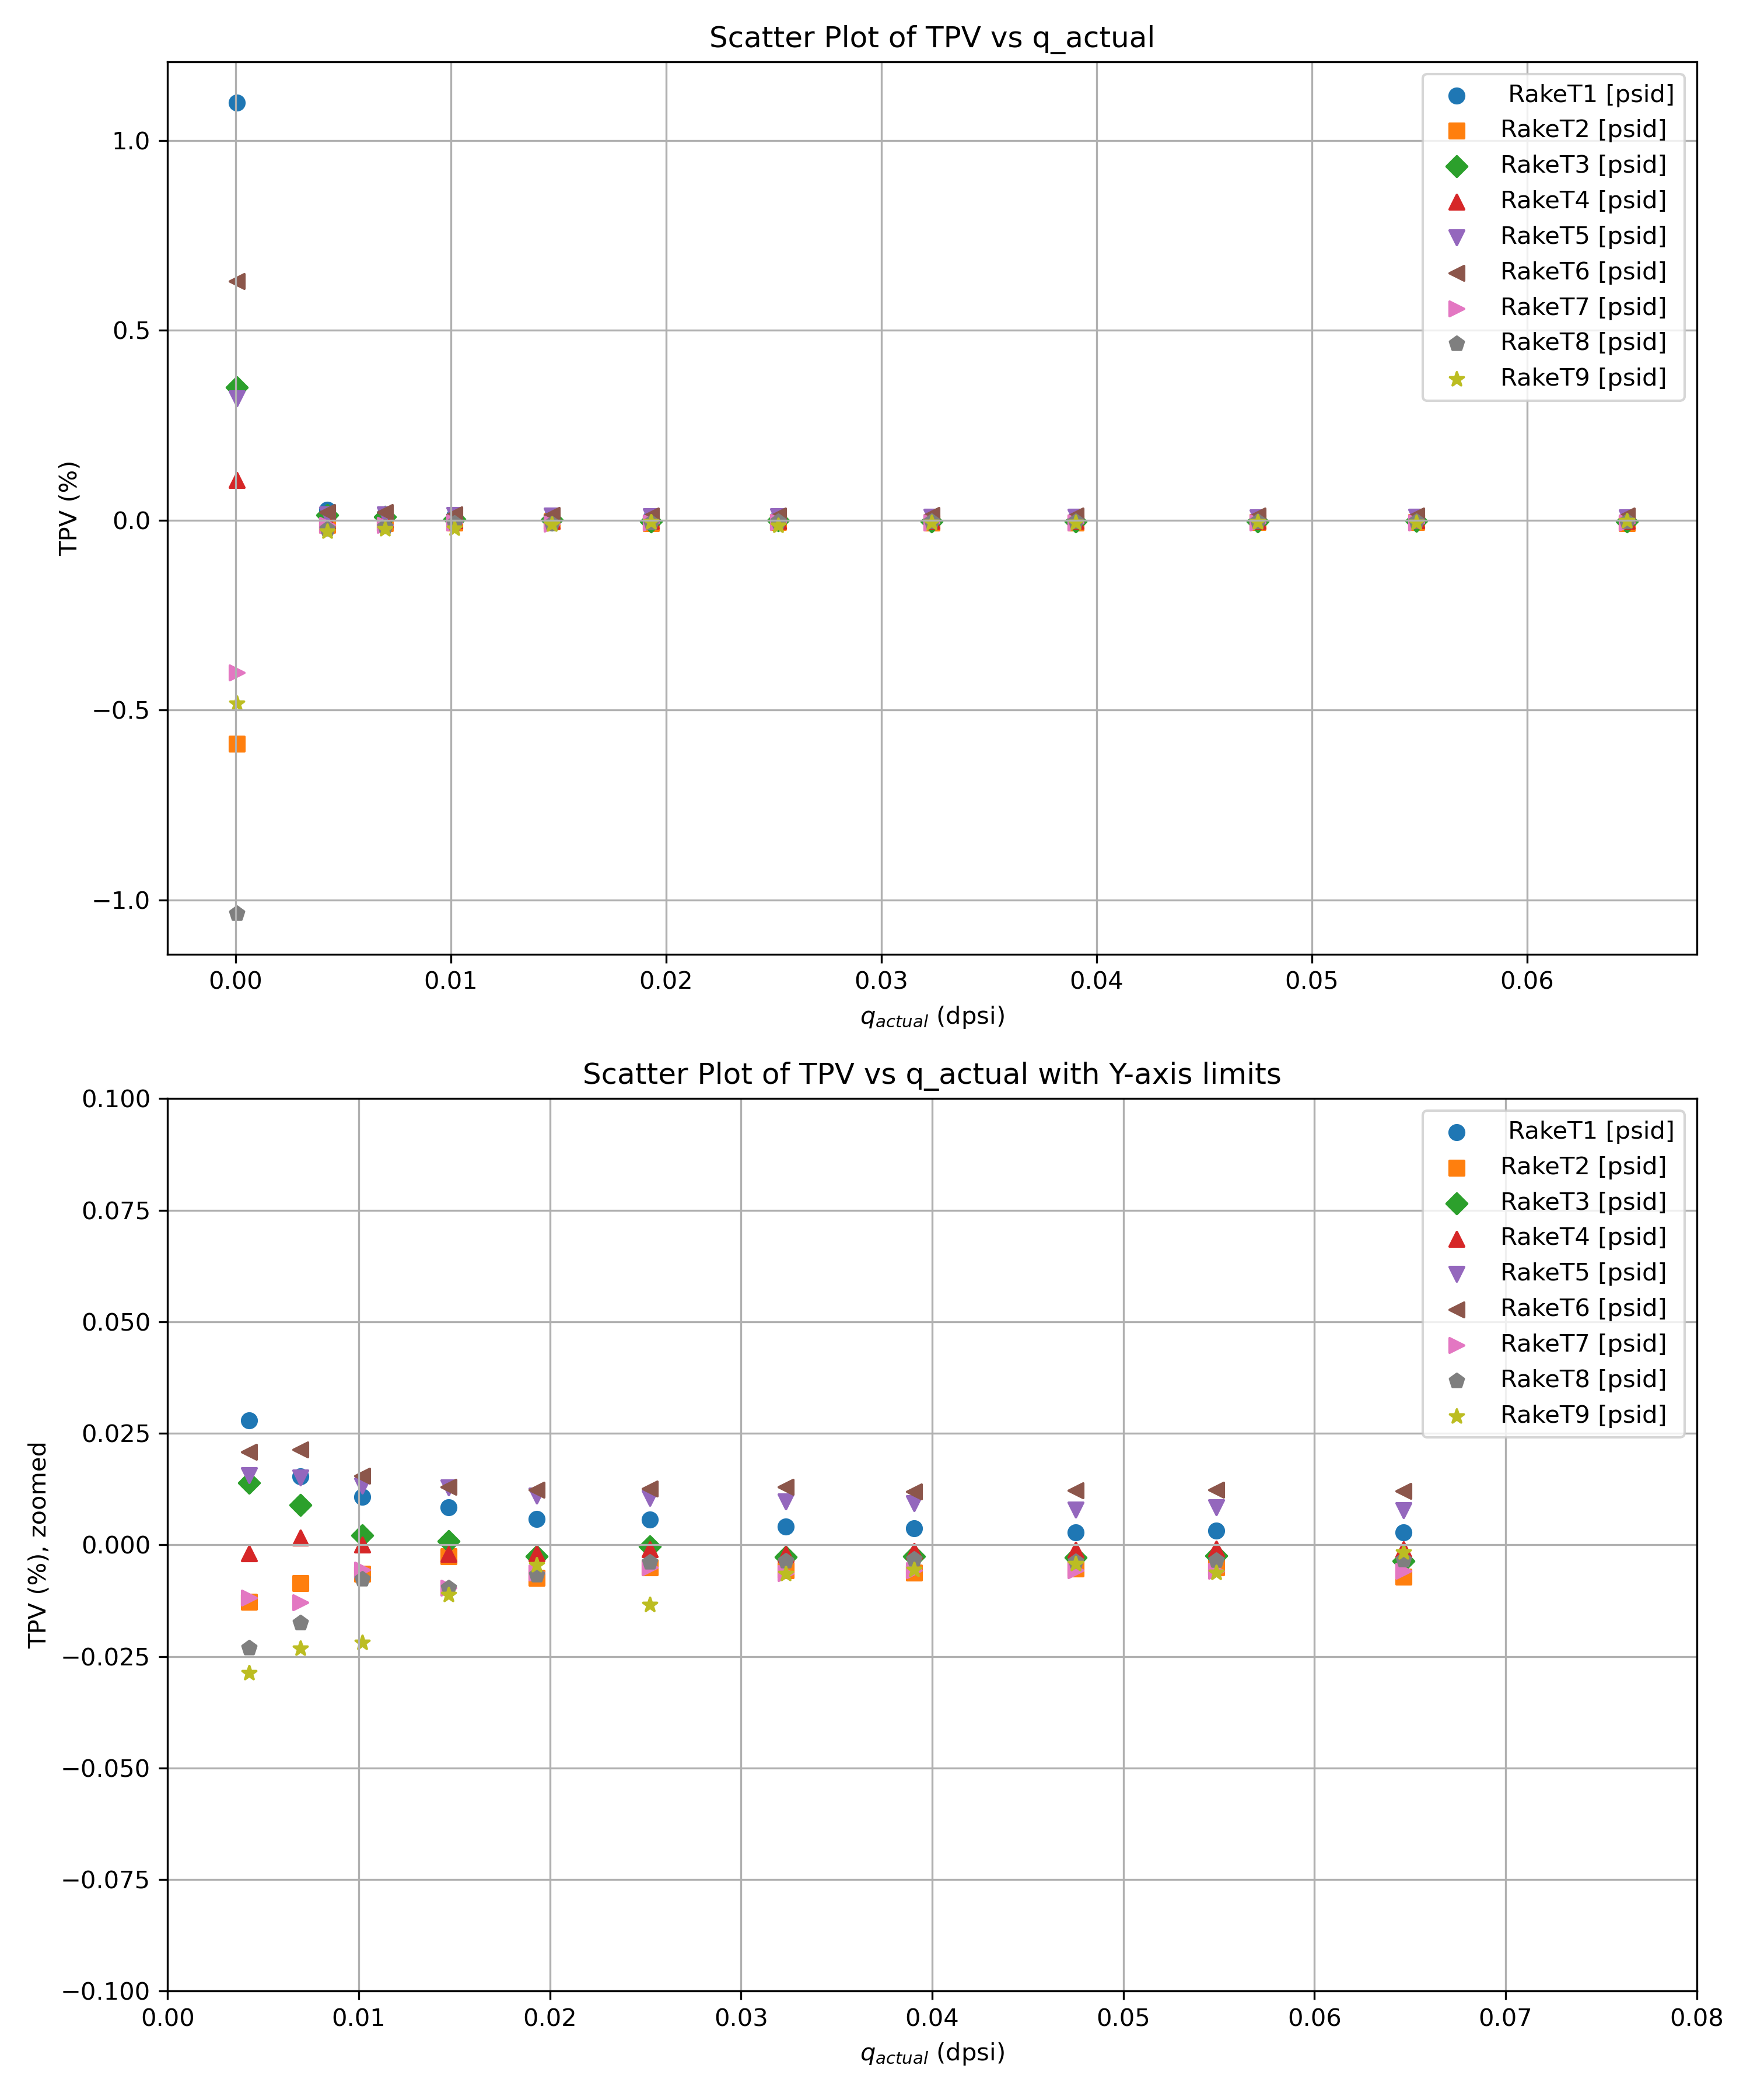 Scatter Plot of TPV vs q_actual
TPV (%)
1.0
0.5
0.0
−0.5
−1.0
RakeT1 [psid]
RakeT2 [psid]
RakeT3 [psid]
RakeT4 [psid]
RakeT5 [psid]
RakeT6 [psid]
RakeT7 [psid]
RakeT8 [psid]
RakeT9 [psid]
0.00 0.01 0.02 0.03 0.04 0.05 0.06
q_actual (dpsi)
Scatter Plot of TPV vs q_actual with Y-axis limits
TPV (%), zoomed
0.100
0.075
0.050
0.025
0.000
−0.025
−0.050
−0.075
−0.100
RakeT1 [psid]
RakeT2 [psid]
RakeT3 [psid]
RakeT4 [psid]
RakeT5 [psid]
RakeT6 [psid]
RakeT7 [psid]
RakeT8 [psid]
RakeT9 [psid]
0.00 0.01 0.02 0.03 0.04 0.05 0.06 0.07 0.08
q_actual (dpsi)